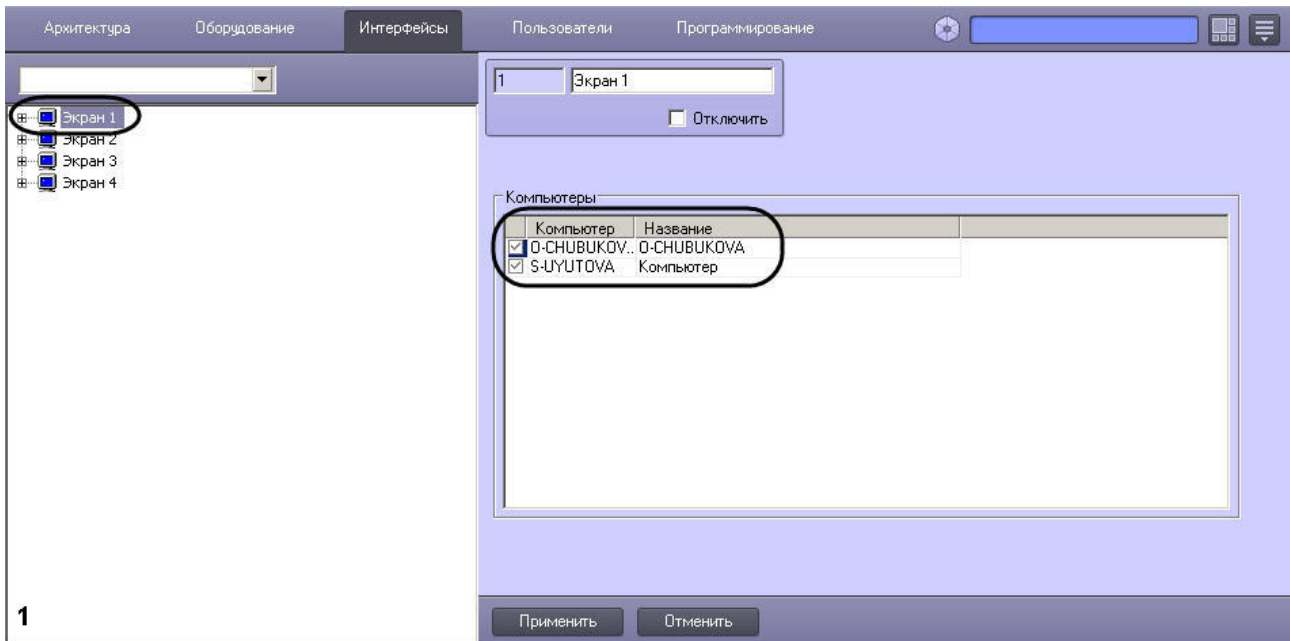 Архитектура Оборудование Интерфейсы Пользователи Программирование
1 Экран 1
Отключить
Экран 1
Экран 2
Экран 3
Экран 4
Компьютеры
Компьютер Название
O-CHUBUKOV.. O-CHUBUKOVA
S-UYUTOVA Компьютер
1
Применить Отменить